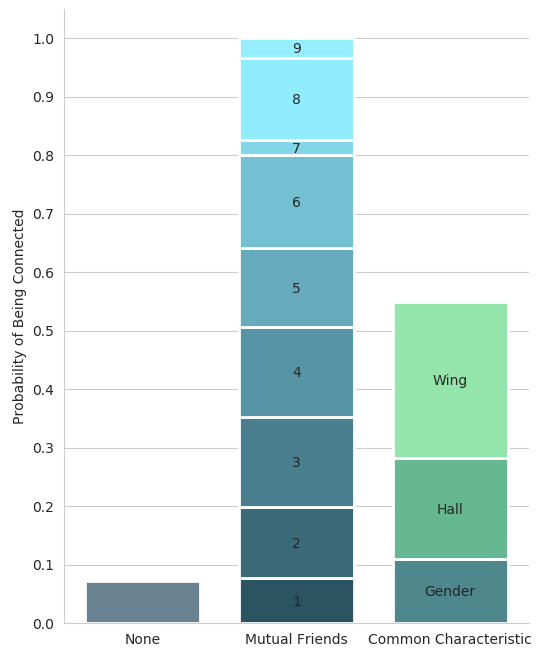 1.0
0.9
0.8
0.7
0.6
0.5
0.4
0.3
0.2
0.1
0.0
Probability of Being Connected
9
8
7
6
5
4
3
2
1
Wing
Hall
Gender
None
Mutual Friends
Common Characteristic